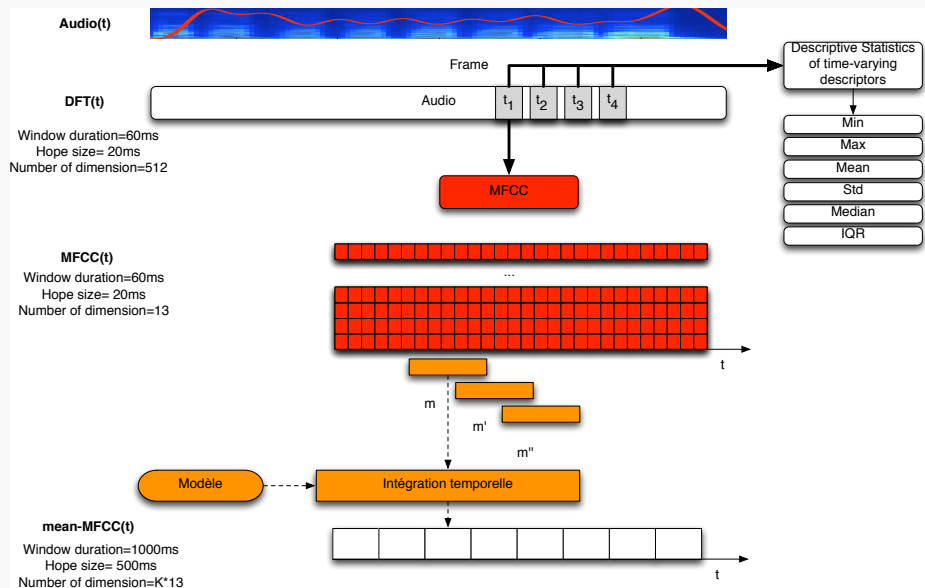 Audio(t)
Frame
Descriptive Statistics
of time-varying
descriptors
DFT(t)
Window duration=60ms
Hope size= 20ms
Number of dimension=512
Audio
t1
t2
t3
t4
Min
Max
Mean
Std
Median
IQR
MFCC
MFCC(t)
Window duration=60ms
Hope size= 20ms
Number of dimension=13
...
t
m
m'
m''
Modèle
Intégration temporelle
mean-MFCC(t)
Window duration=1000ms
Hope size= 500ms
Number of dimension=K*13
t